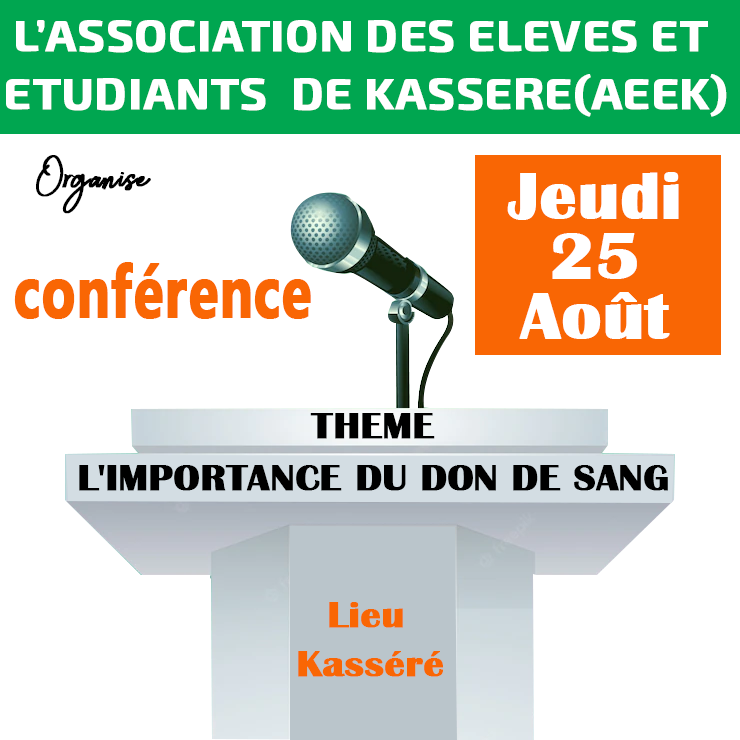 L'ASSOCIATION DES ELEVES ET
ETUDIANTS DE KASSERE(AEEK)
Organise
conférence
Jeudi
25
Août
THEME
L'IMPORTANCE DU DON DE SANG
Lieu
Kasséré